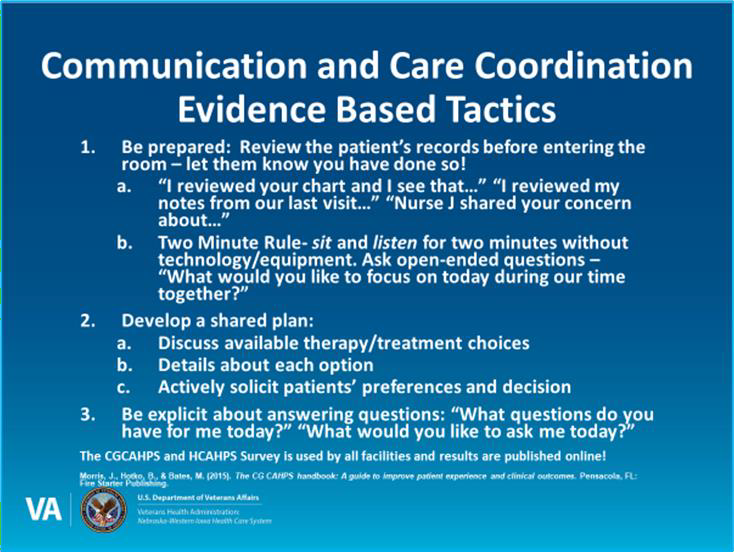 Communication and Care Coordination
Evidence Based Tactics
1. Be prepared: Review the patient's records before entering the
room – let them know you have done so!
a. "I reviewed your chart and I see that…" "I reviewed my
notes from our last visit…" "Nurse J shared your concern
about…"
b. Two Minute Rule- sit and listen for two minutes without
technology/equipment. Ask open-ended questions –
"What would you like to focus on today during our time
together?"
2. Develop a shared plan:
a. Discuss available therapy/treatment choices
b. Details about each option
c. Actively solicit patients' preferences and decision
3. Be explicit about answering questions: "What questions do you
have for me today?" "What would you like to ask me today?"
The CGCAHPS and HCAHPS Survey is used by all facilities and results are published online!
Morris, J., Hotko, B., & Bates, M. (2015). The CG CAHPS handbook: A guide to improve patient experience and clinical outcomes. Pensacola, FL:
Fire Starter Publishing.
VA
U.S. Department of Veterans Affairs
Veterans Health Administration:
Nebraska-Western Iowa Health Care System